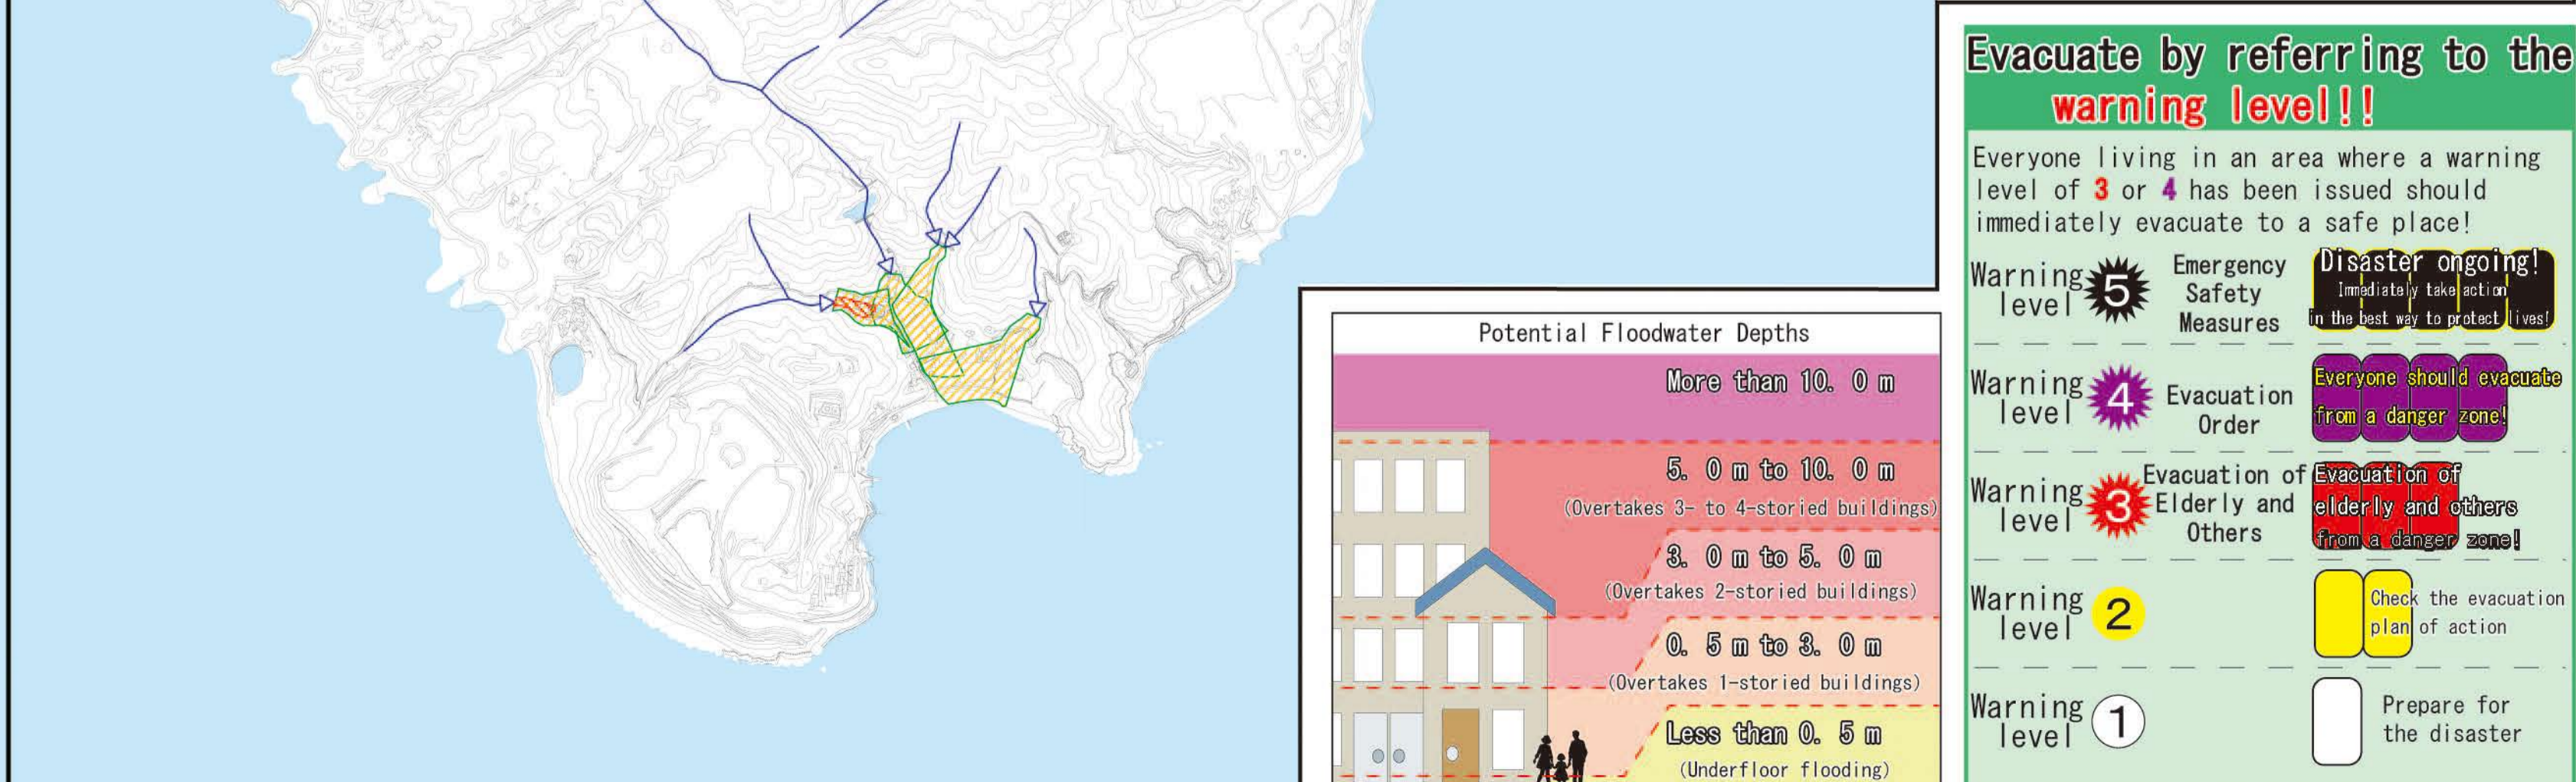 Evacuate by referring to the
warning level!!
Everyone living in an area where a warning
level of 3 or 4 has been issued should
immediately evacuate to a safe place!
Warning
level
5
Emergency
Safety
Measures
Disaster ongoing!
Immediately take action
in the best way to protect lives!
Warning
level
4
Evacuation
Order
Everyone should evacuate
from a danger zone!
Warning
level
3
Evacuation of
Elderly and
Others
Evacuation of
elderly and others
from a danger zone!
Warning
level
2
Check the evacuation
plan of action
Warning
level
1
Prepare for
the disaster
Potential Floodwater Depths
More than 10. 0 m
5. 0 m to 10. 0 m
(Overtakes 3- to 4-storied buildings)
3. 0 m to 5. 0 m
(Overtakes 2-storied buildings)
0. 5 m to 3. 0 m
(Overtakes 1-storied buildings)
Less than 0. 5 m
(Underfloor flooding)